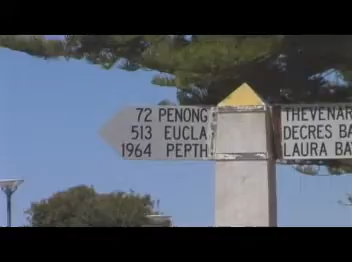 72 PENONG
513 EUCLA
1964 PEPTH
THEVENAR
DECRES BA
LAURA BA